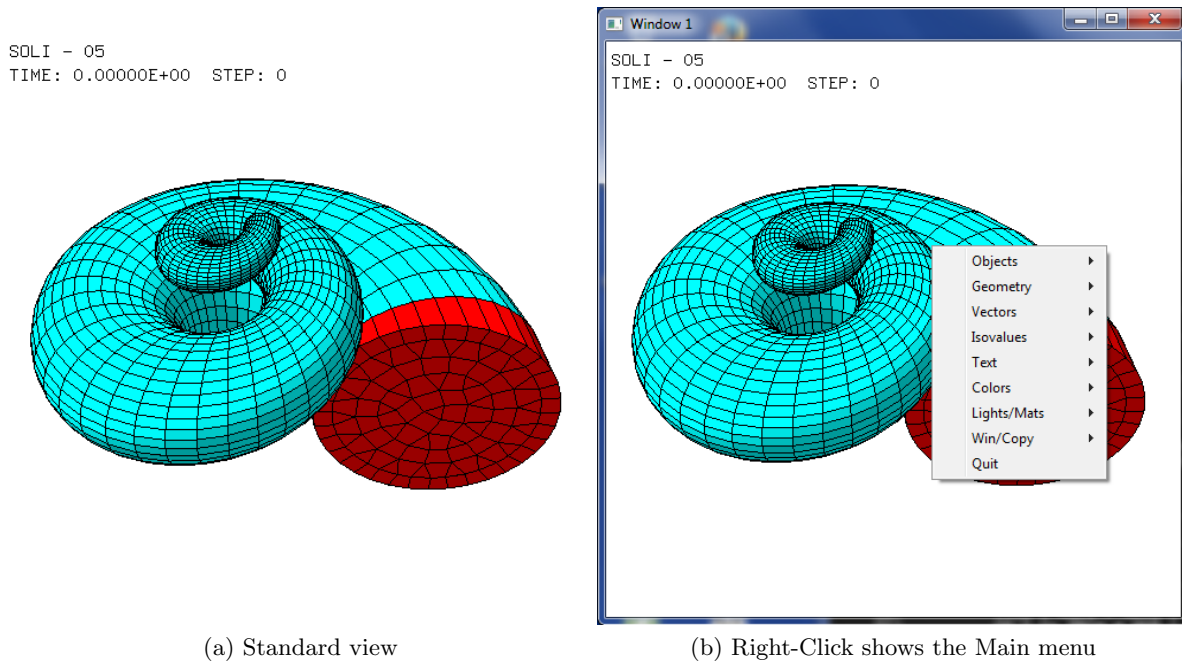 SOLI - 05
TIME: 0.00000E+00 STEP: 0
(a) Standard view
Window 1
SOLI - 05
TIME: 0.00000E+00 STEP: 0
Objects
Geometry
Vectors
Isovalues
Text
Colors
Lights/Mats
Win/Copy
Quit
(b) Right-Click shows the Main menu